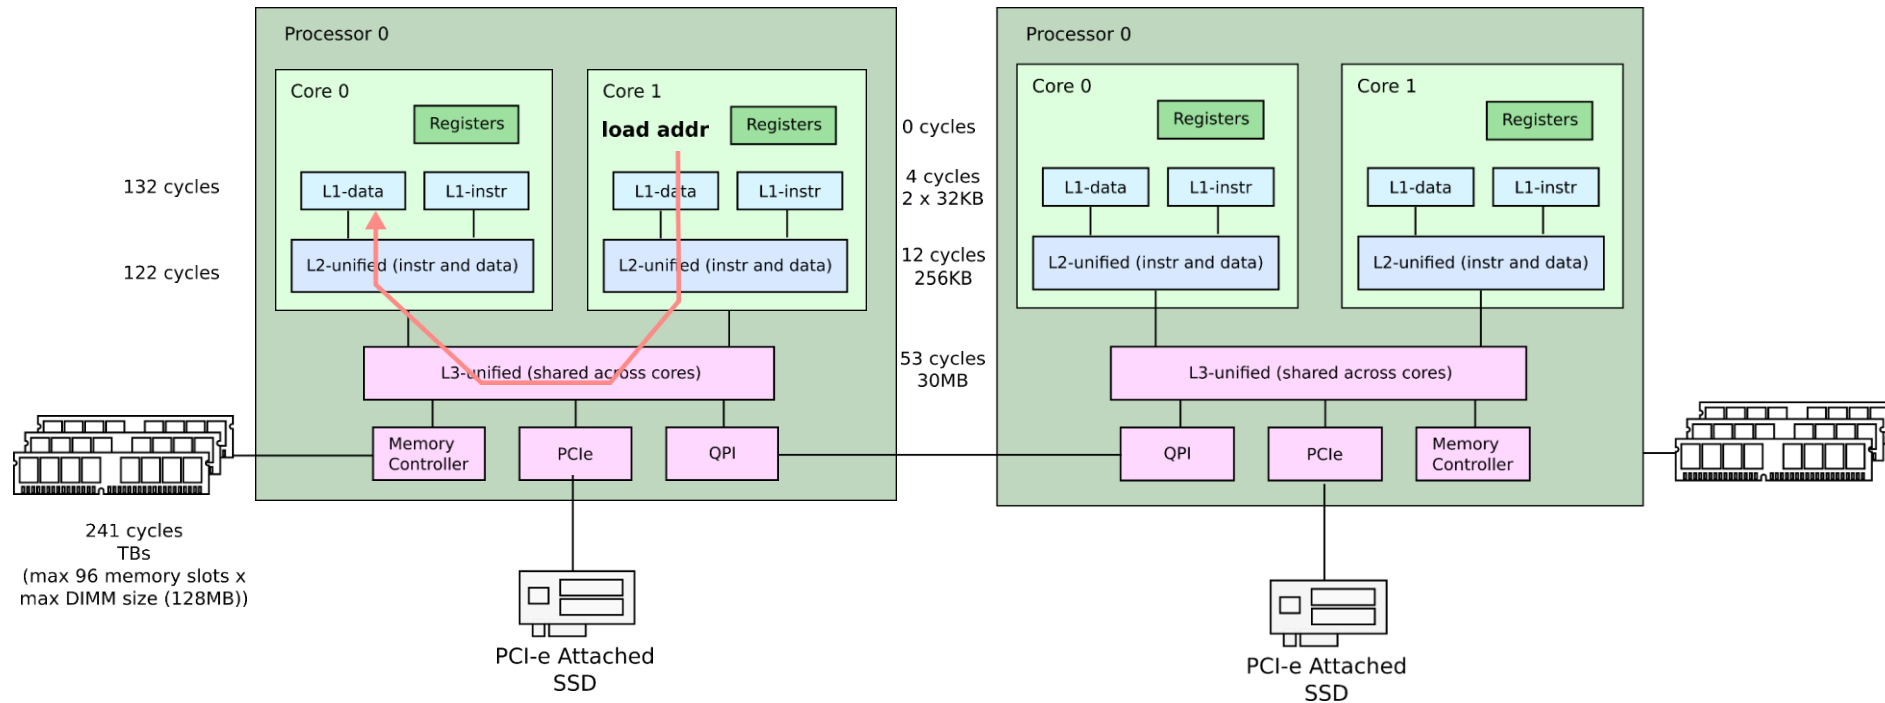 Processor 0
Core 0
Registers
L1-data
L1-instr
L2-unified (instr and data)
Core 1
load addr
Registers
L1-data
L1-instr
L2-unified (instr and data)
L3-unified (shared across cores)
Memory
Controller
PCIe
QPI
132 cycles
122 cycles
241 cycles
TBs
(max 96 memory slots x
max DIMM size (128MB))
PCI-e Attached
SSD
0 cycles
4 cycles
2 x 32KB
12 cycles
256KB
53 cycles
30MB
Processor 0
Core 0
Registers
L1-data
L1-instr
L2-unified (instr and data)
Core 1
Registers
L1-data
L1-instr
L2-unified (instr and data)
L3-unified (shared across cores)
QPI
PCIe
Memory
Controller
PCI-e Attached
SSD